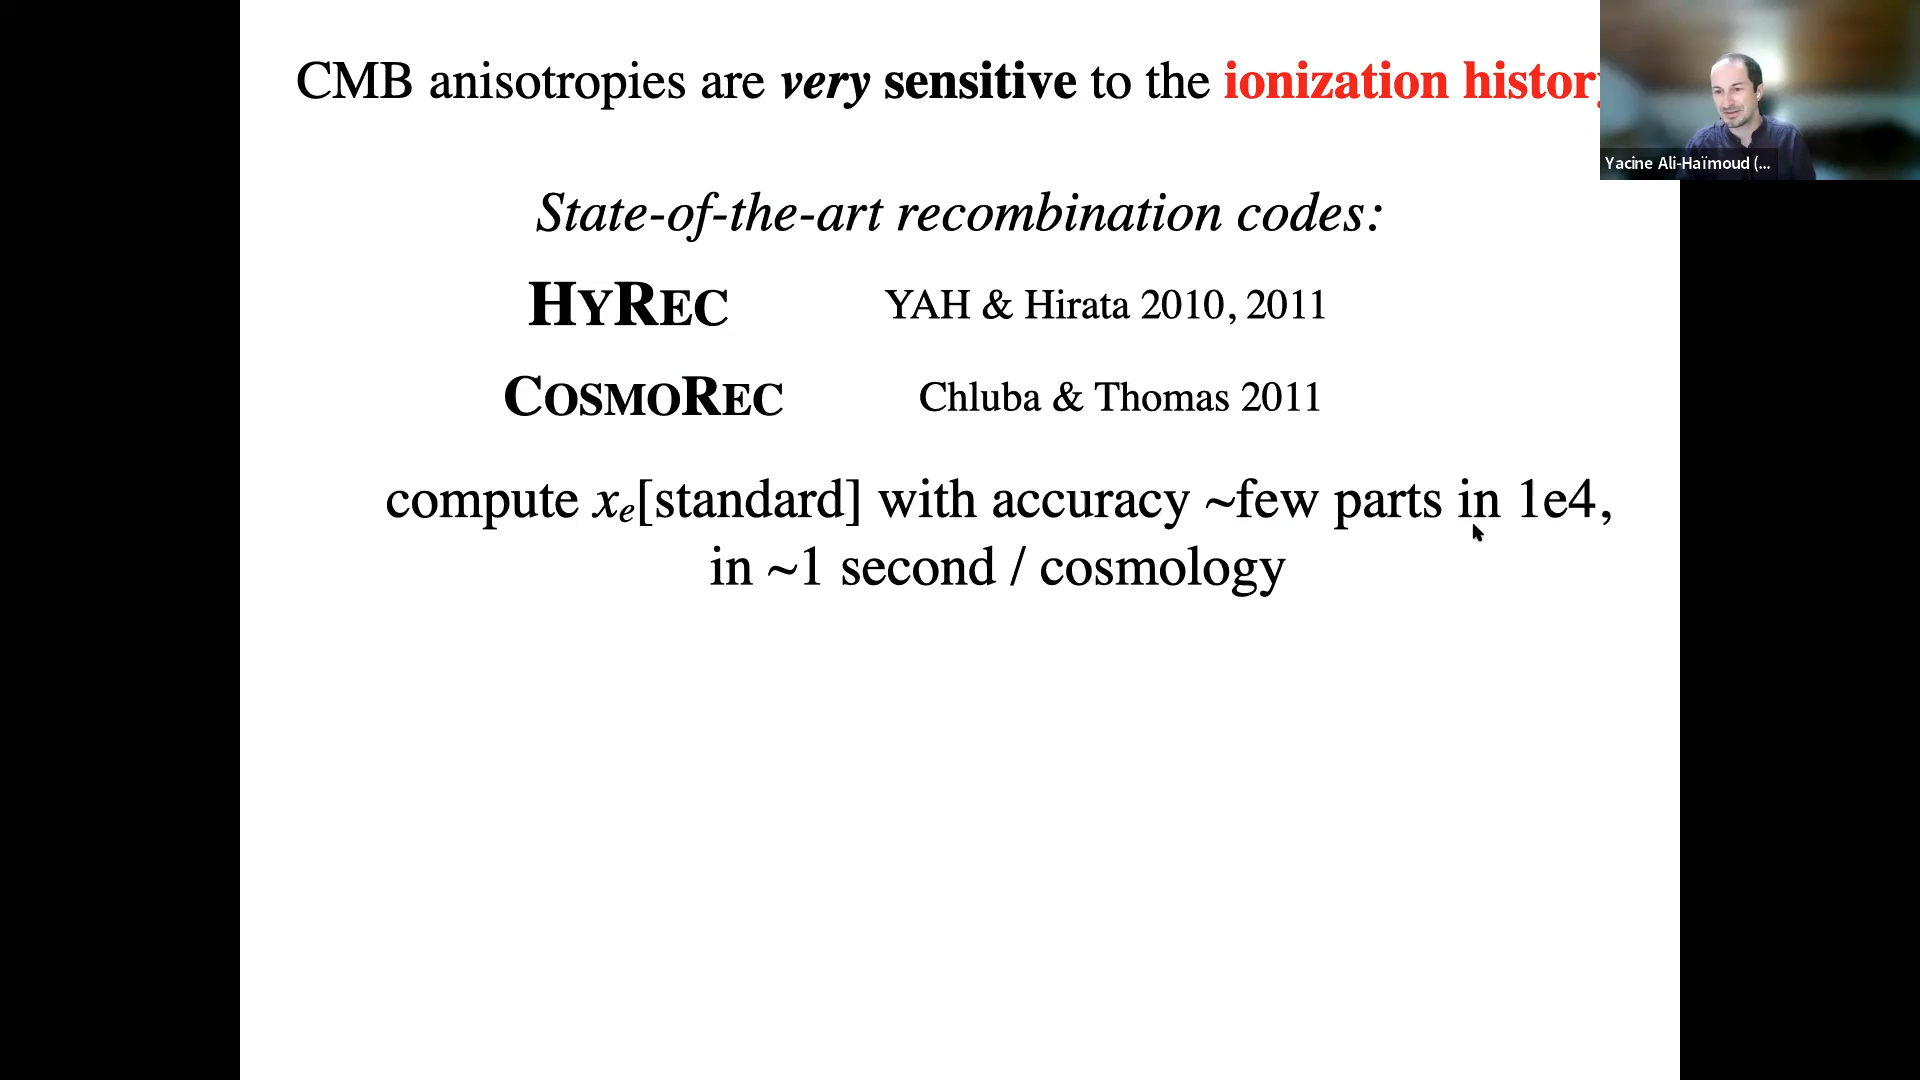 CMB anisotropies are very sensitive to the ionization history
Yacine Ali-Haïmoud (...
State-of-the-art recombination codes:
HYREC YAH & Hirata 2010, 2011
COSMOREC Chluba & Thomas 2011
compute xₑ[standard] with accuracy ~few parts in 1e4,
in ~1 second / cosmology